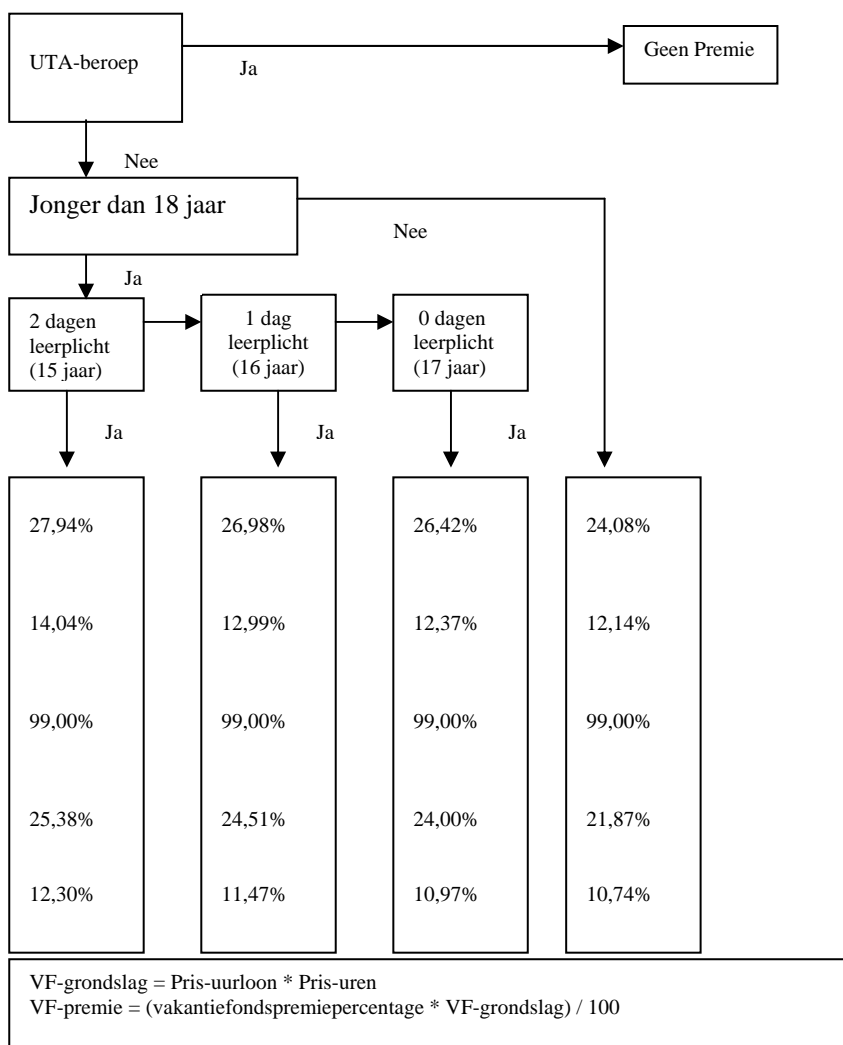 UTA-beroep
Ja
Geen Premie
Nee
Jonger dan 18 jaar
Nee
Ja
2 dagen
leerplicht
(15 jaar)
1 dag
leerplicht
(16 jaar)
0 dagen
leerplicht
(17 jaar)
Ja
Ja
Ja
27,94%
26,98%
26,42%
24,08%
14,04%
12,99%
12,37%
12,14%
99,00%
99,00%
99,00%
99,00%
25,38%
24,51%
24,00%
21,87%
12,30%
11,47%
10,97%
10,74%
VF-grondslag = Pris-uurloon * Pris-uren
VF-premie = (vakantiefondspremiepercentage * VF-grondslag) / 100